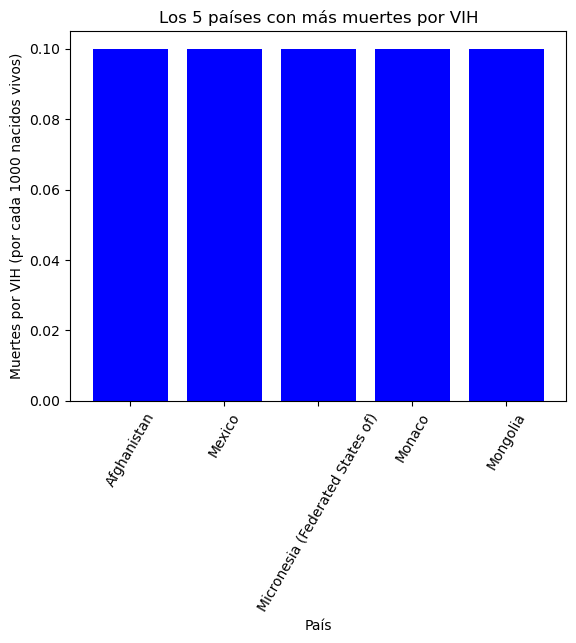 Los 5 países con más muertes por VIH
Muertes por VIH (por cada 1000 nacidos vivos)
0.10
0.08
0.06
0.04
0.02
0.00
Afghanistan
Mexico
Micronesia (Federated States of)
Monaco
Mongolia
País